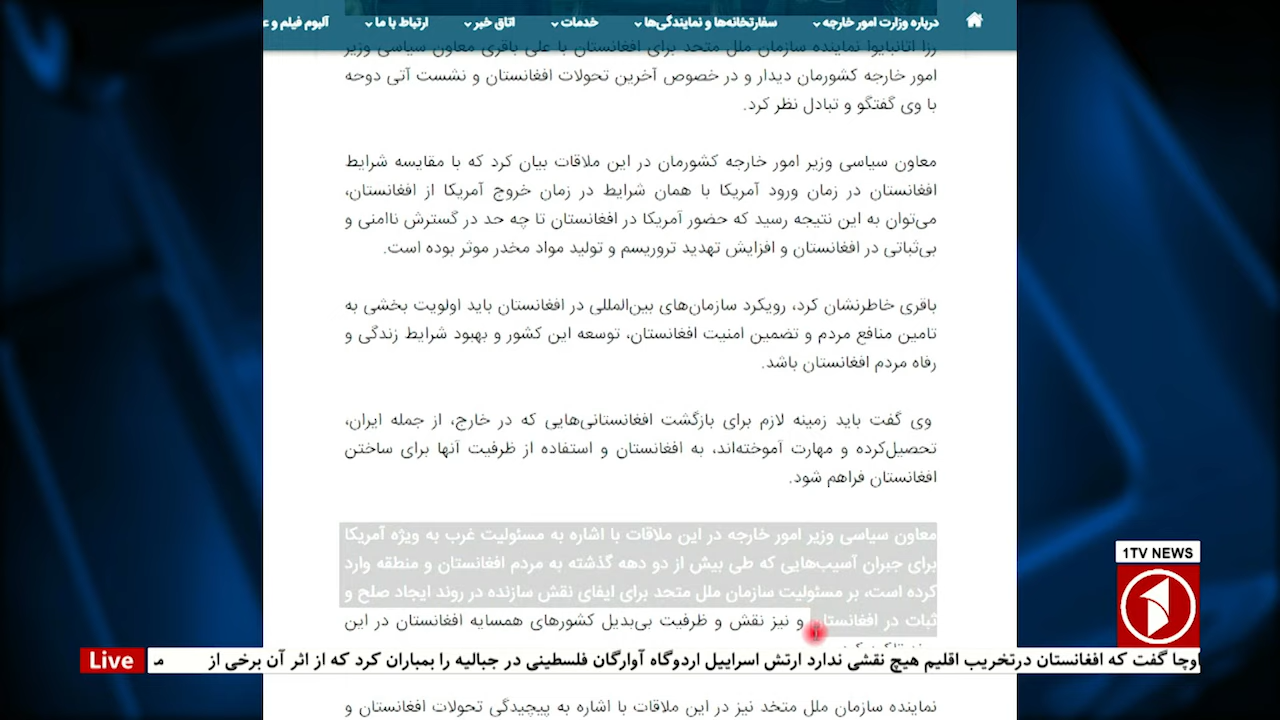 درباره وزارت امور خارجه سفارتخانه‌ها و نمایندگی‌ها خدمات اتاق خبر ارتباط با ما آلبوم فیلم و
رزا اتانبایوا نماینده سازمان ملل متحد برای افغانستان با علی باقری معاون سیاسی وزیر
امور خارجه کشورمان دیدار و در خصوص آخرین تحولات افغانستان و نشست آتی دوحه
با وی گفتگو و تبادل نظر کرد.
معاون سیاسی وزیر امور خارجه کشورمان در این ملاقات بیان کرد که با مقایسه شرایط
افغانستان در زمان ورود آمریکا با همان شرایط در زمان خروج آمریکا از افغانستان،
می‌توان به این نتیجه رسید که حضور آمریکا در افغانستان تا چه حد در گسترش ناامنی و
بی‌ثباتی در افغانستان و افزایش تهدید تروریسم و تولید مواد مخدر موثر بوده است.
باقری خاطرنشان کرد، رویکرد سازمان‌های بین‌المللی در افغانستان باید اولویت بخشی به
تامین منافع مردم و تضمین امنیت افغانستان، توسعه این کشور و بهبود شرایط زندگی و
رفاه مردم افغانستان باشد.
وی گفت باید زمینه لازم برای بازگشت افغانستانی‌هایی که در خارج، از جمله ایران،
تحصیل‌کرده و مهارت آموخته‌اند، به افغانستان و استفاده از ظرفیت آنها برای ساختن
افغانستان فراهم شود.
معاون سیاسی وزیر امور خارجه در این ملاقات با اشاره به مسئولیت غرب به ویژه آمریکا
برای جبران آسیب‌هایی که طی بیش از دو دهه گذشته به مردم افغانستان و منطقه وارد
کرده است، بر مسئولیت سازمان ملل متحد برای ایفای نقش سازنده در روند ایجاد صلح و
ثبات در افغانستان و نیز نقش و ظرفیت بی‌بدیل کشورهای همسایه افغانستان در این
1TV NEWS
Live
اوچا گفت که افغانستان درتخریب اقلیم هیچ نقشی ندارد ارتش اسراییل اردوگاه آوارگان فلسطینی در جبالیه را بمباران کرد که از اثر آن برخی از
نماینده سازمان ملل متخد نیز در این ملاقات با اشاره به پیچیدگی تحولات افغانستان و